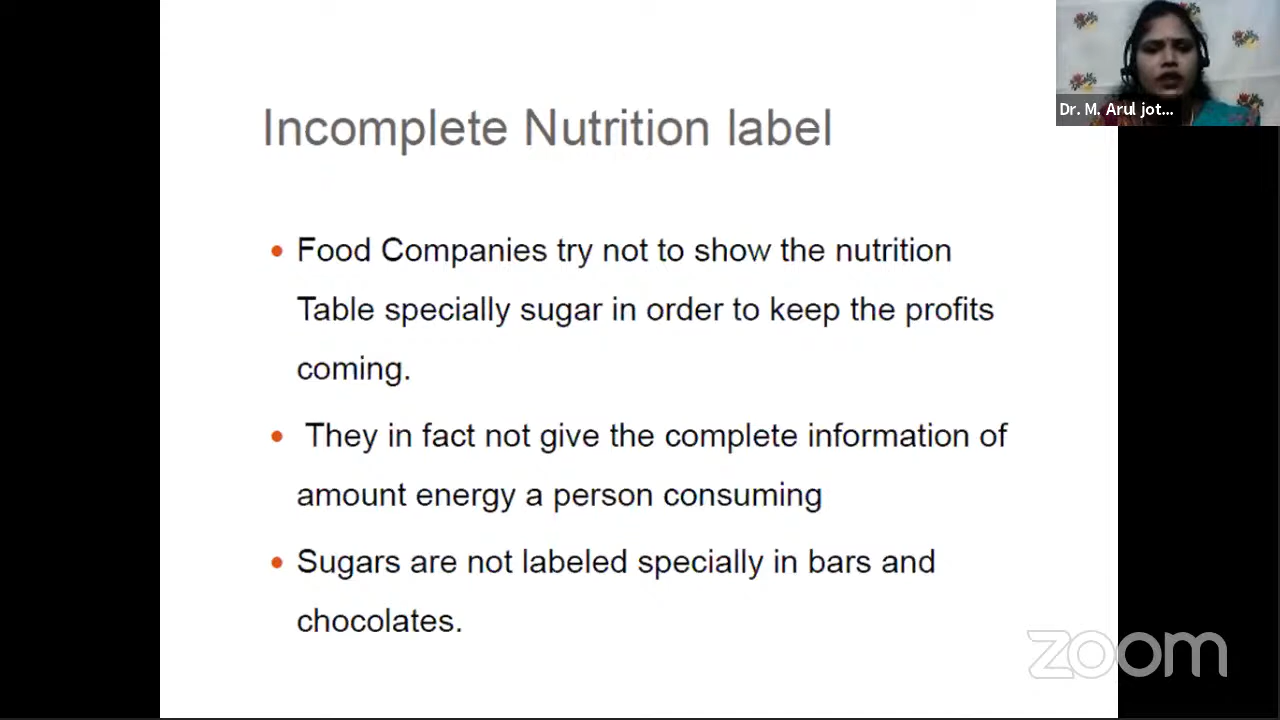 Dr. M. Arul jot...
Incomplete Nutrition label
• Food Companies try not to show the nutrition
Table specially sugar in order to keep the profits
coming.
• They in fact not give the complete information of
amount energy a person consuming
• Sugars are not labeled specially in bars and
chocolates.
zoom